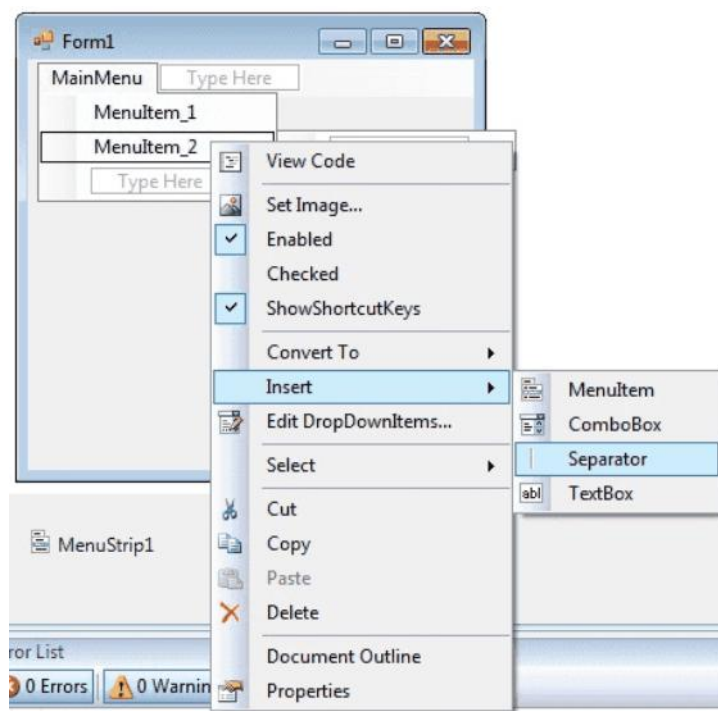 Form1
MainMenu Type Here
MenuItem_1
MenuItem_2
Type Here
View Code
Set Image...
Enabled
Checked
ShowShortcutKeys
Convert To
Insert
Edit DropDownItems...
Select
Cut
Copy
Paste
Delete
Document Outline
Properties
MenuItem
ComboBox
Separator
abl TextBox
MenuStrip1
ror List
0 Errors 0 Warnin